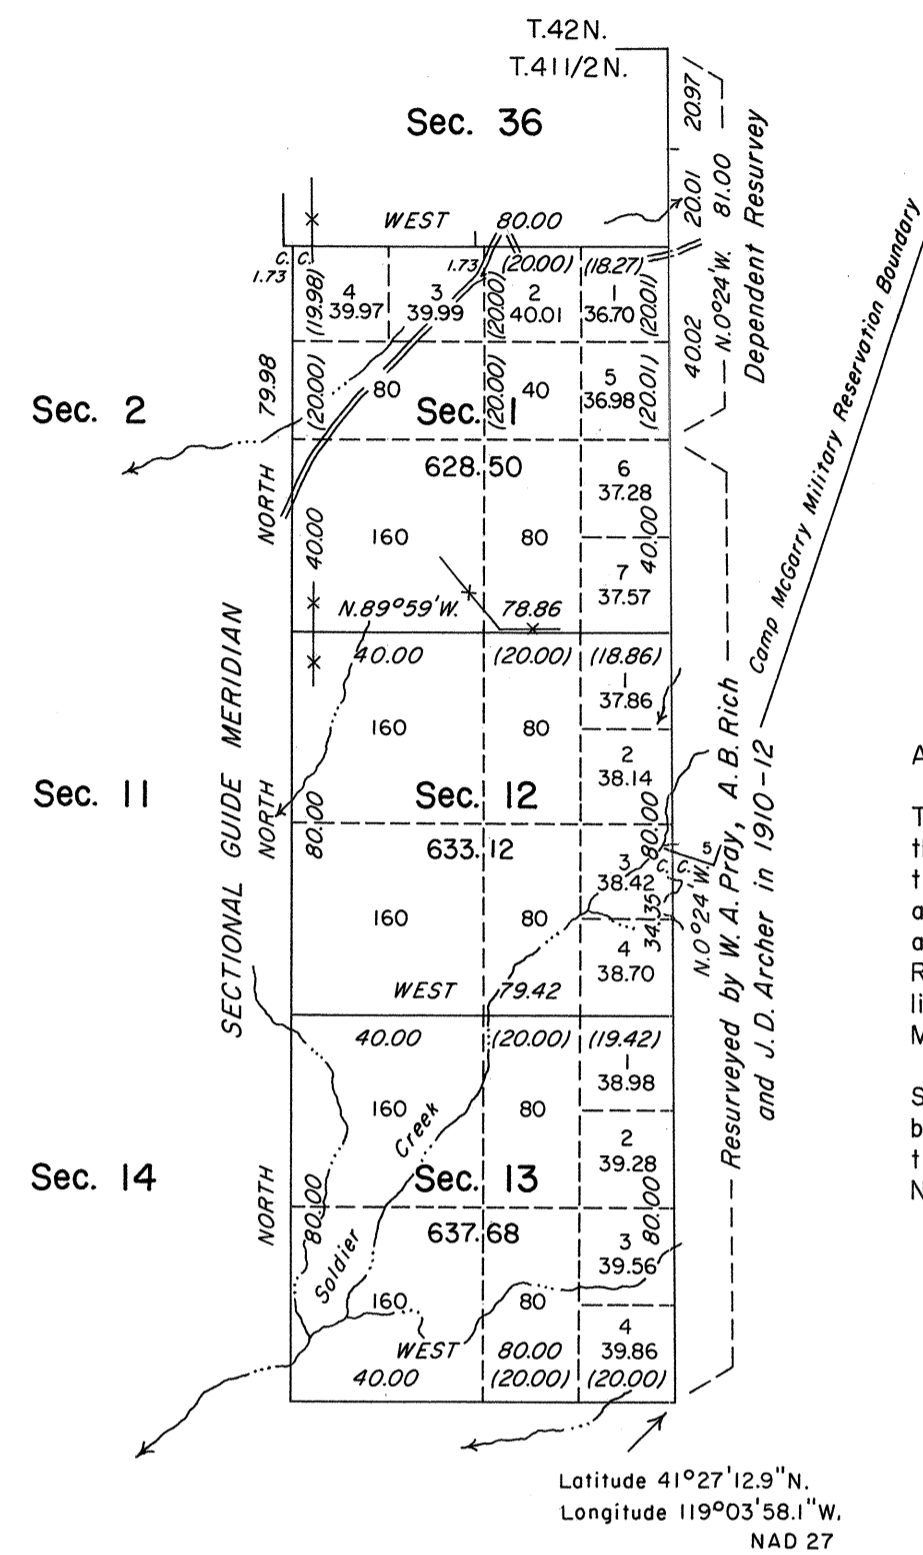 T.42N.
T.41 1/2 N.
Sec. 36
20.97
20.01
81.00
N.0°24'W.
40.02
Dependent Resurvey
WEST 80.00
C. C.
1.73
1.73
(20.00) (18.27)
(19.98)
4
39.97
3
39.99
(20.00)
2
40.01
1
36.70
(20.01)
79.98
(20.00)
80
(20.00)
40
5
36.98
(20.01)
Sec. 2
Sec. 1
628.50
6
37.28
NORTH
40.00
160
80
40.00
7
37.57
N.89°59'W. 78.86
40.00 (20.00) (18.86)
1
37.86
160
80
2
38.14
Sec. 11
NORTH
80.00
Sec. 12
633.12
80.00
3
38.42
5
C. C.
34.35
N.0°24'W.
160
80
4
38.70
WEST 79.42
SECTIONAL GUIDE MERIDIAN
40.00 (20.00) (19.42)
1
38.98
160
80
Creek
2
39.28
Sec. 14
NORTH
80.00
Sec. 13
637.68
80.00
Soldier
3
39.56
160
80
4
39.86
WEST 80.00
40.00 (20.00) (20.00)
Resurveyed by W. A. Pray, A. B. Rich
and J. D. Archer in 1910-12
Camp McGarry Military Reservation Boundary
Latitude 41°27'12.9"N.
Longitude 119°03'58.1"W.
NAD 27